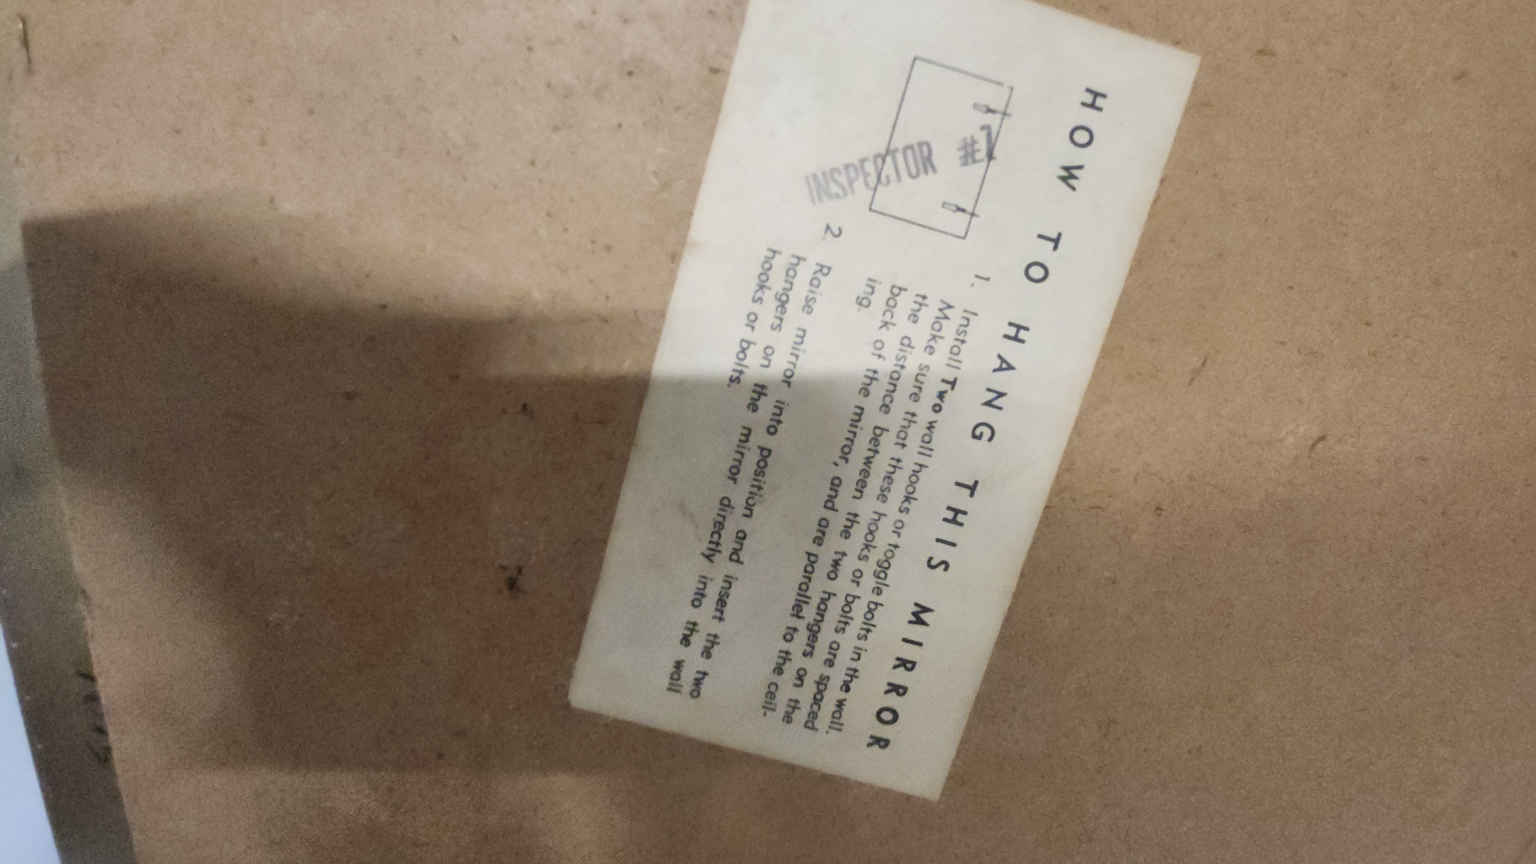 HOW TO HANG THIS MIRROR
1. Install Two wall hooks or toggle bolts in the wall.
Make sure that these hooks or bolts are spaced
the distance between the two hangers on the
back of the mirror, and are parallel to the ceil-
ing.
2. Raise mirror into position and insert the two
hangers on the mirror directly into the wall
hooks or bolts.
INSPECTOR #1